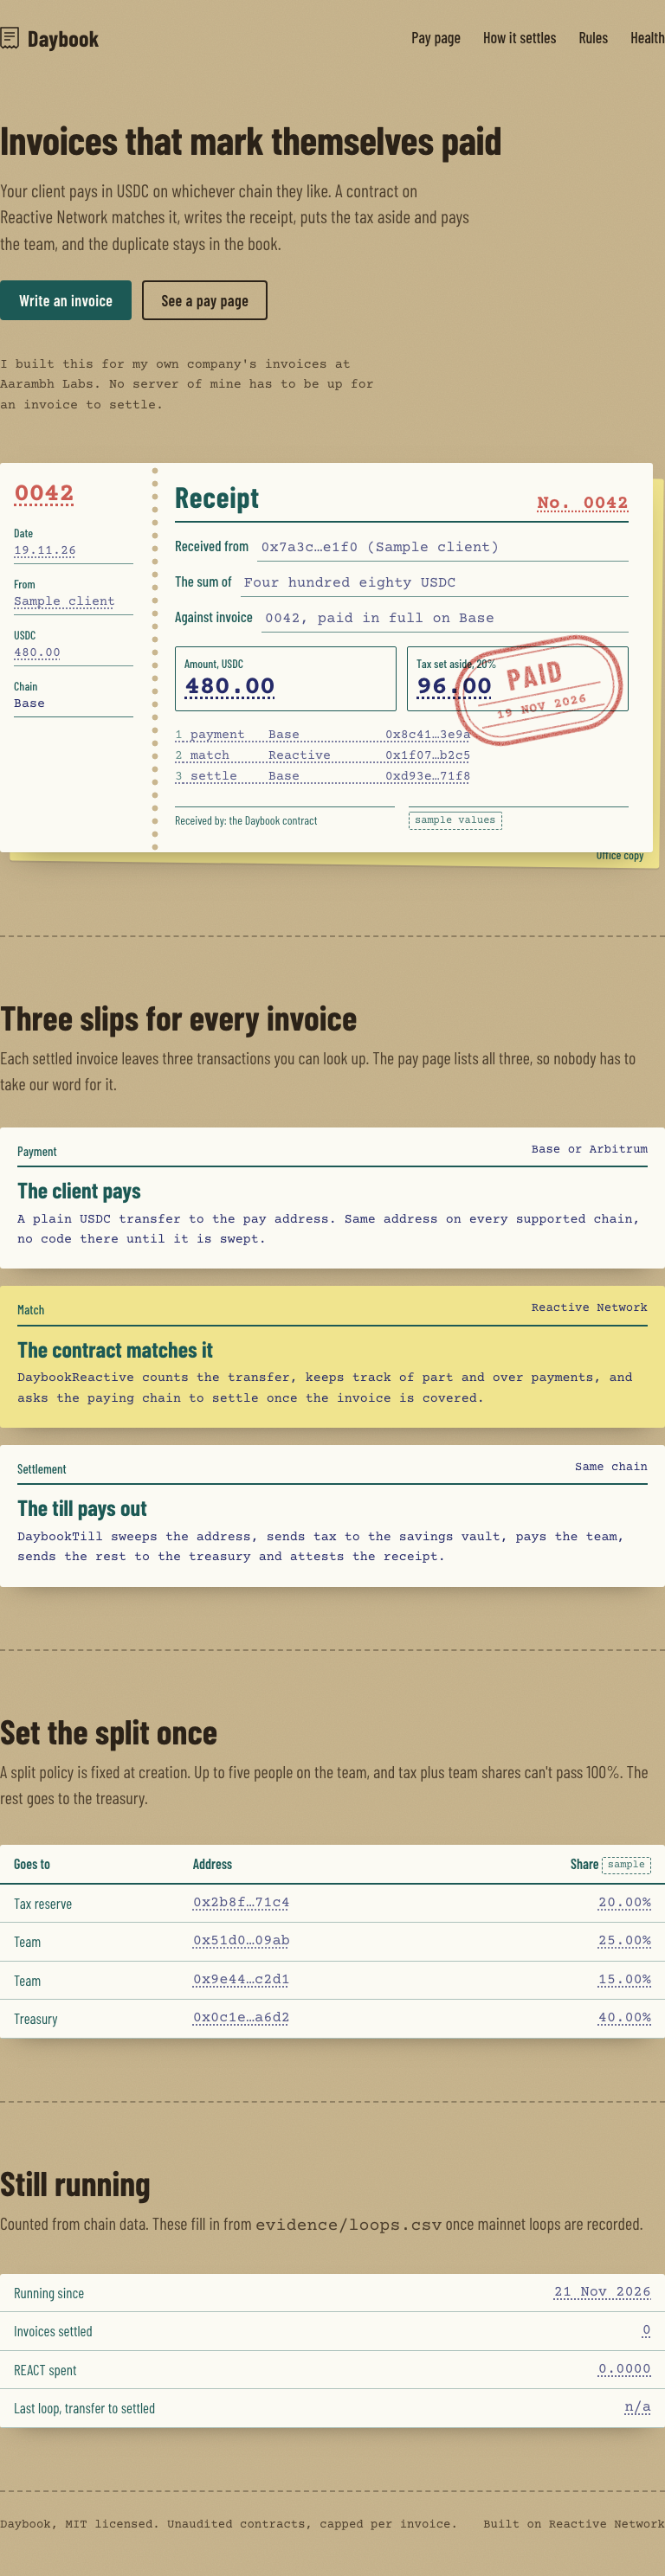 Daybook
Pay page How it settles Rules Health
Invoices that mark themselves paid
Your client pays in USDC on whichever chain they like. A contract on
Reactive Network matches it, writes the receipt, puts the tax aside and pays
the team, and the duplicate stays in the book.
Write an invoice See a pay page
I built this for my own company's invoices at
Aarambh Labs. No server of mine has to be up for
an invoice to settle.
0042
Date
19.11.26
From
Sample client
USDC
480.00
Chain
Base
Receipt No. 0042
Received from 0x7a3c…e1f0 (Sample client)
The sum of Four hundred eighty USDC
Against invoice 0042, paid in full on Base
Amount, USDC
480.00
Tax set aside, 20%
96.00
PAID
19 NOV 2026
1 payment Base 0x8c41…3e9a
2 match Reactive 0x1f07…b2c5
3 settle Base 0xd93e…71f8
Received by: the Daybook contract
sample values
Office copy
Three slips for every invoice
Each settled invoice leaves three transactions you can look up. The pay page lists all three, so nobody has to
take our word for it.
Payment Base or Arbitrum
The client pays
A plain USDC transfer to the pay address. Same address on every supported chain,
no code there until it is swept.
Match Reactive Network
The contract matches it
DaybookReactive counts the transfer, keeps track of part and over payments, and
asks the paying chain to settle once the invoice is covered.
Settlement Same chain
The till pays out
DaybookTill sweeps the address, sends tax to the savings vault, pays the team,
sends the rest to the treasury and attests the receipt.
Set the split once
A split policy is fixed at creation. Up to five people on the team, and tax plus team shares can't pass 100%. The
rest goes to the treasury.
Goes to Address Share sample
Tax reserve 0x2b8f…71c4 20.00%
Team 0x51d0…09ab 25.00%
Team 0x9e44…c2d1 15.00%
Treasury 0x0c1e…a6d2 40.00%
Still running
Counted from chain data. These fill in from evidence/loops.csv once mainnet loops are recorded.
Running since 21 Nov 2026
Invoices settled 0
REACT spent 0.0000
Last loop, transfer to settled n/a
Daybook, MIT licensed. Unaudited contracts, capped per invoice. Built on Reactive Network